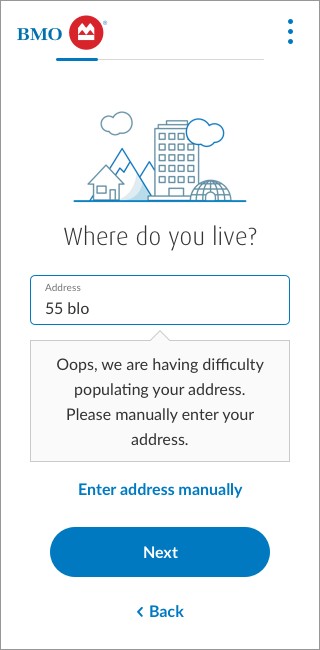 BMO
Where do you live?
Address
55 blo
Oops, we are having difficulty
populating your address.
Please manually enter your
address.
Enter address manually
Next
Back